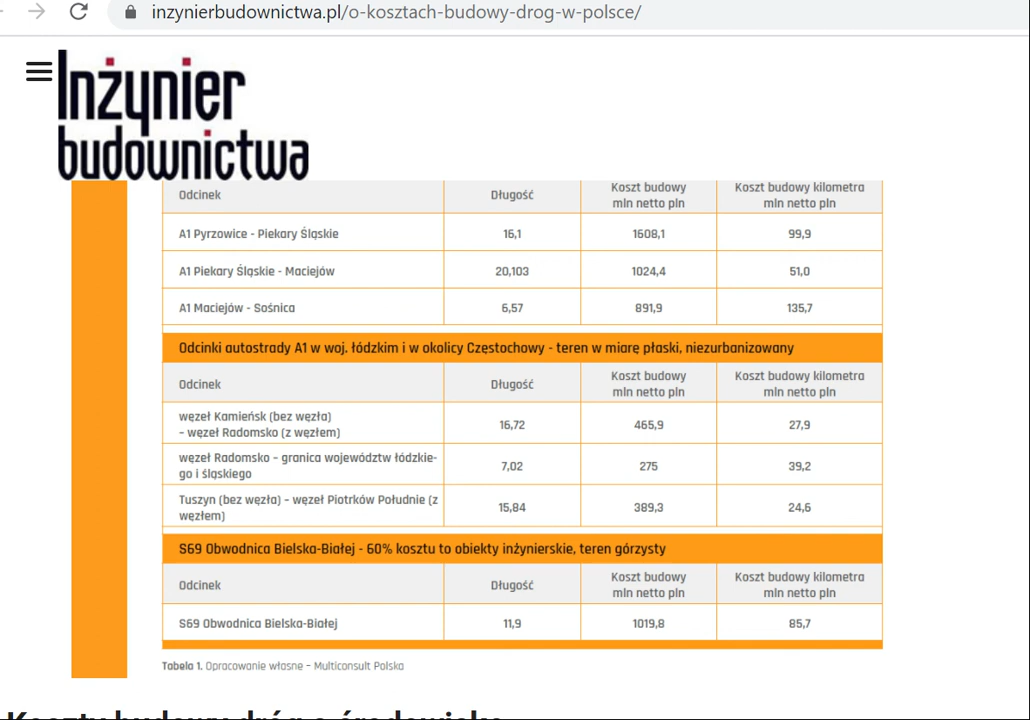 inzynierbudownictwa.pl/o-kosztach-budowy-drog-w-polsce/
Inżynier
budownictwa
Odcinek Długość Koszt budowy mln netto pln Koszt budowy kilometra mln netto pln
A1 Pyrzowice - Piekary Śląskie 16,1 1608,1 99,9
A1 Piekary Śląskie - Maciejów 20,103 1024,4 51,0
A1 Maciejów - Sośnica 6,57 891,9 135,7
Odcinki autostrady A1 w woj. łódzkim i w okolicy Częstochowy - teren w miarę płaski, niezurbanizowany
Odcinek Długość Koszt budowy mln netto pln Koszt budowy kilometra mln netto pln
węzeł Kamieńsk (bez węzła)
– węzeł Radomsko (z węzłem) 16,72 465,9 27,9
węzeł Radomsko – granica województw łódzkie-
go i śląskiego 7,02 275 39,2
Tuszyn (bez węzła) – węzeł Piotrków Południe (z
węzłem) 15,84 389,3 24,6
S69 Obwodnica Bielska-Białej - 60% kosztu to obiekty inżynierskie, teren górzysty
Odcinek Długość Koszt budowy mln netto pln Koszt budowy kilometra mln netto pln
S69 Obwodnica Bielska-Białej 11,9 1019,8 85,7
Tabela 1. Opracowanie własne – Multiconsult Polska
Koszty budowy dróg a środowisko